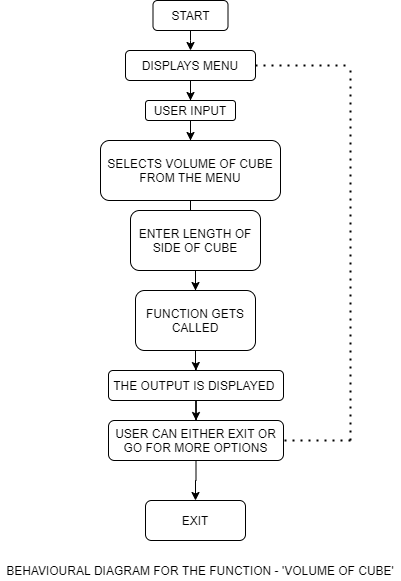 START
DISPLAYS MENU
USER INPUT
SELECTS VOLUME OF CUBE
FROM THE MENU
ENTER LENGTH OF
SIDE OF CUBE
FUNCTION GETS
CALLED
THE OUTPUT IS DISPLAYED
USER CAN EITHER EXIT OR
GO FOR MORE OPTIONS
EXIT
BEHAVIOURAL DIAGRAM FOR THE FUNCTION - 'VOLUME OF CUBE'